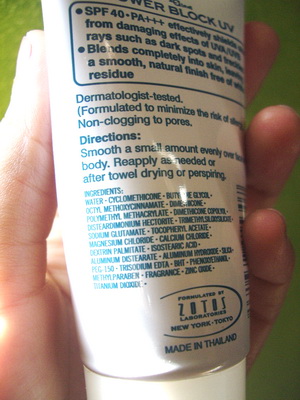 POWER BLOCK UV
• SPF40 • PA+++ effectively shields
from damaging effects of UVA/UVB
rays such as dark spots and
• Blends completely into skin, leaves
a smooth, natural finish free of
residue
Dermatologist-tested.
(Formulated to minimize the risk of
Non-clogging to pores.
Directions:
Smooth a small amount evenly over
body. Reapply as needed or
after towel drying or perspiring.
INGREDIENTS:
WATER • CYCLOMETHICONE • BUTYLENE GLYCOL •
OCTYL METHOXYCINNAMATE • DIMETHICONE •
POLYMETHYL METHACRYLATE • DIMETHICONE COPOLYOL •
DISTEARDIMONIUM HECTORITE • TRIMETHYLSILOXYSILICATE •
SODIUM GLUTAMATE • TOCOPHERYL ACETATE •
MAGNESIUM CHLORIDE • CALCIUM CHLORIDE •
DEXTRIN PALMITATE • ISOSTEARIC ACID •
ALUMINUM DISTEARATE • ALUMINUM HYDROXIDE •
PEG 150 • TRISODIUM EDTA • BHT • PHENOXYETHANOL •
METHYLPARABEN • FRAGRANCE • ZINC OXIDE •
TITANIUM DIOXIDE •
FORMULATED BY
ZOTOS
LABORATORIES
NEW YORK • TOKYO
MADE IN THAILAND